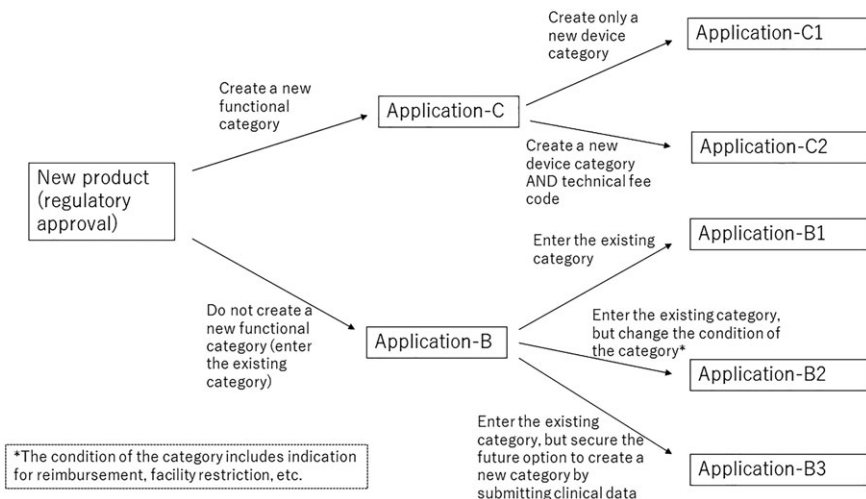 Create only a
new device
category
Application-C1
Create a new
functional
category
Application-C
Create a new
device category
AND technical fee
code
Application-C2
New product
(regulatory
approval)
Enter the existing
category
Application-B1
Do not create a
new functional
category (enter
the existing
category)
Application-B
Enter the existing category,
but change the condition of
the category*
Application-B2
Enter the existing
category, but secure the
future option to create a
new category by
submitting clinical data
Application-B3
*The condition of the category includes indication
for reimbursement, facility restriction, etc.